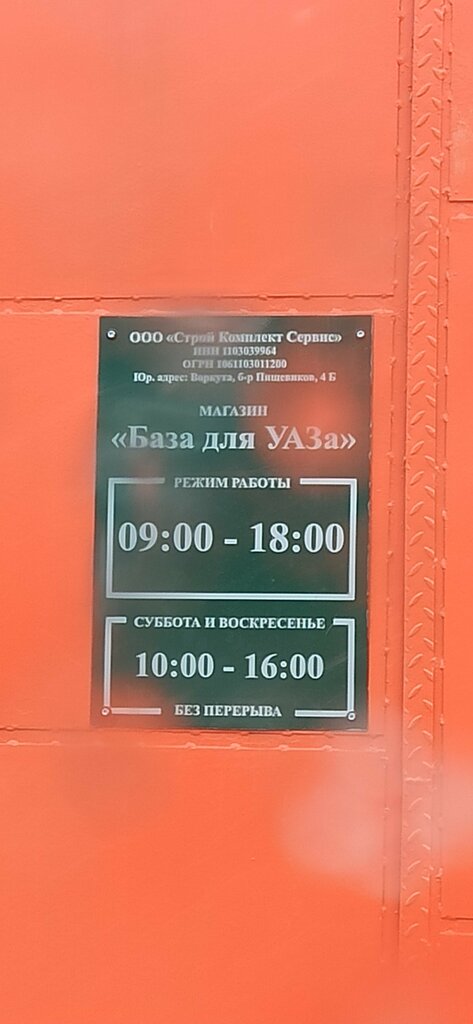 ООО «Строй Комплект Сервис»
ИНН 1103039964
ОГРН 1061103011200
Юр. адрес: Воркута, б-р Пищевиков, 4 Б
МАГАЗИН
«База для УАЗа»
РЕЖИМ РАБОТЫ
09:00 - 18:00
СУББОТА И ВОСКРЕСЕНЬЕ
10:00 - 16:00
БЕЗ ПЕРЕРЫВА